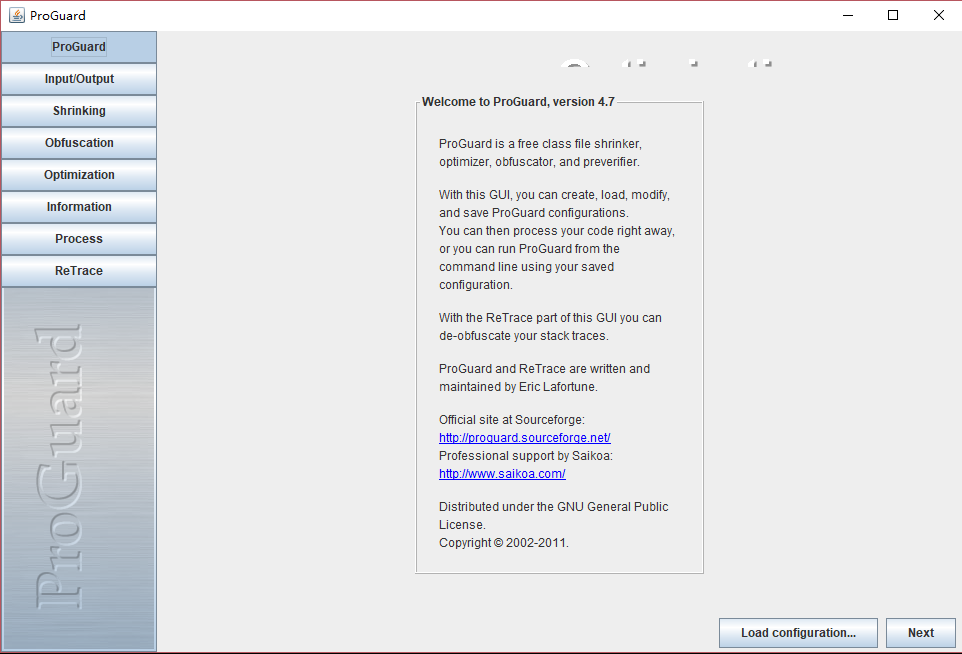 ProGuard
ProGuard
Input/Output
Shrinking
Obfuscation
Optimization
Information
Process
ReTrace
ProGuard
Welcome to ProGuard, version 4.7
ProGuard is a free class file shrinker,
optimizer, obfuscator, and preverifier.
With this GUI, you can create, load, modify,
and save ProGuard configurations.
You can then process your code right away,
or you can run ProGuard from the
command line using your saved
configuration.
With the ReTrace part of this GUI you can
de-obfuscate your stack traces.
ProGuard and ReTrace are written and
maintained by Eric Lafortune.
Official site at Sourceforge:
http://proguard.sourceforge.net/
Professional support by Saikoa:
http://www.saikoa.com/
Distributed under the GNU General Public
License.
Copyright © 2002-2011.
Load configuration...
Next